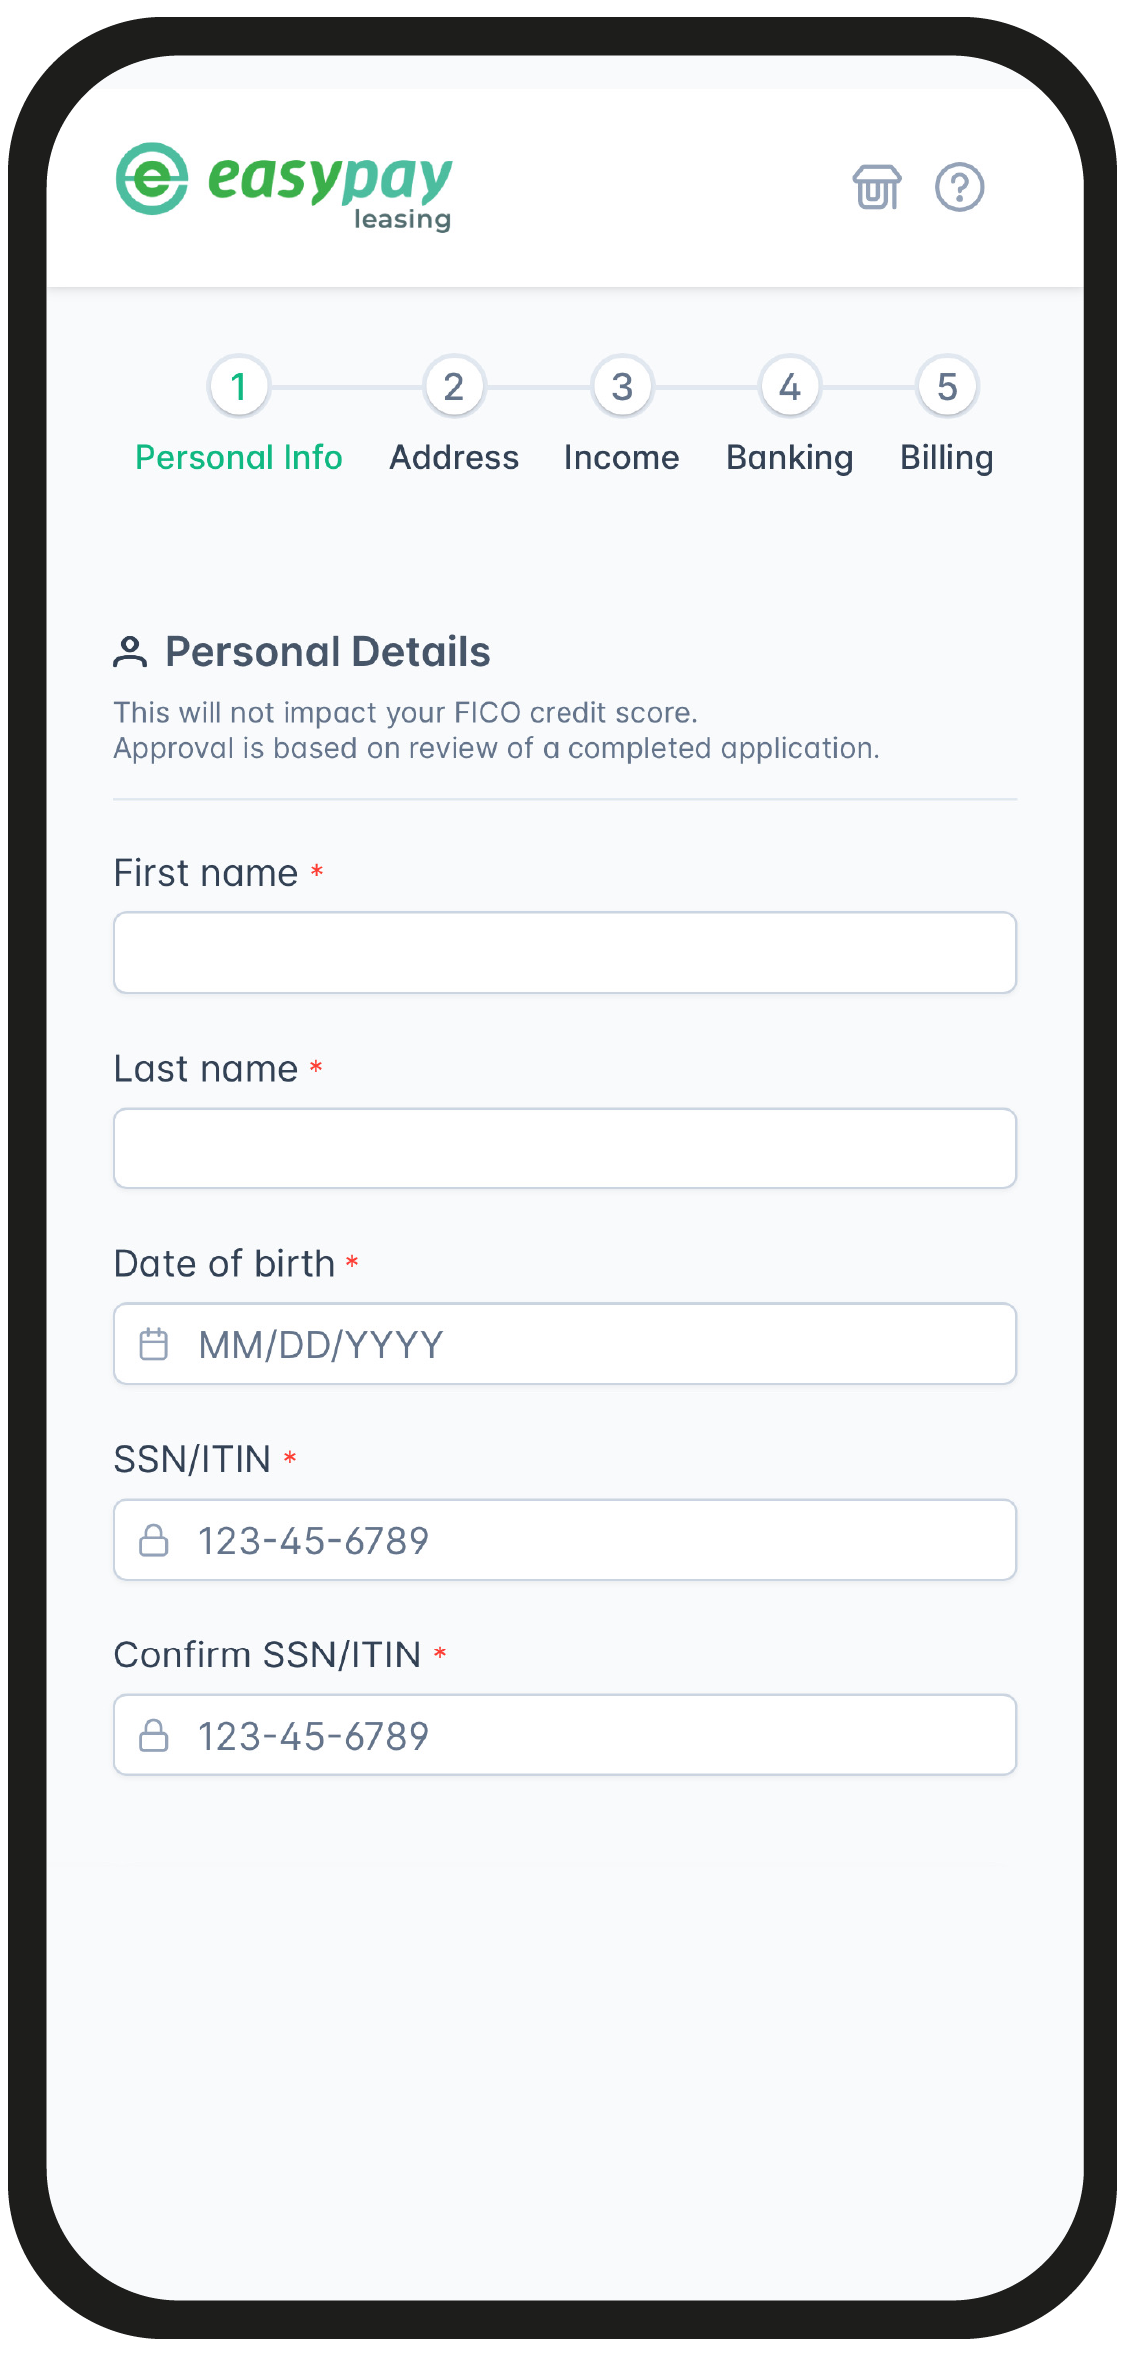 easypay
leasing
1 2 3 4 5
Personal Info Address Income Banking Billing
Personal Details
This will not impact your FICO credit score.
Approval is based on review of a completed application.
First name *
Last name *
Date of birth *
MM/DD/YYYY
SSN/ITIN *
123-45-6789
Confirm SSN/ITIN *
123-45-6789